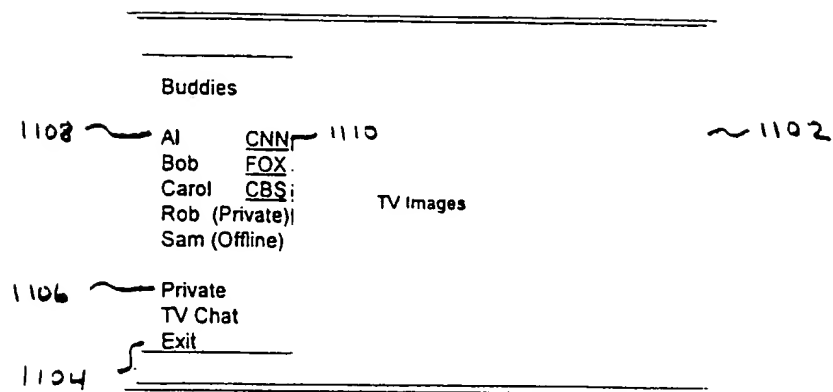 Buddies
1108 Al CNN 1110 1102
Bob FOX
Carol CBS
TV Images
Rob (Private)
Sam (Offline)
1106 Private
TV Chat
Exit
1104